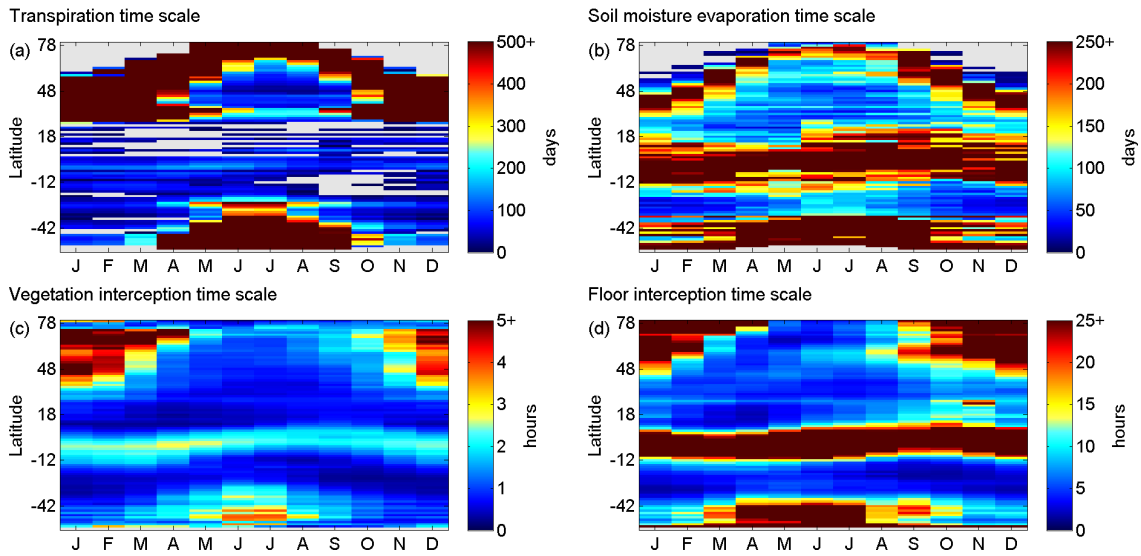 Transpiration time scale
Soil moisture evaporation time scale
(a)
78
48
18
-12
-42
Latitude
J F M A M J J A S O N D
500+
400
300
200
100
0
days
(b)
78
48
18
-12
-42
Latitude
J F M A M J J A S O N D
250+
200
150
100
50
0
days
Vegetation interception time scale
Floor interception time scale
(c)
78
48
18
-12
-42
Latitude
J F M A M J J A S O N D
5+
4
3
2
1
0
hours
(d)
78
48
18
-12
-42
Latitude
J F M A M J J A S O N D
25+
20
15
10
5
0
hours